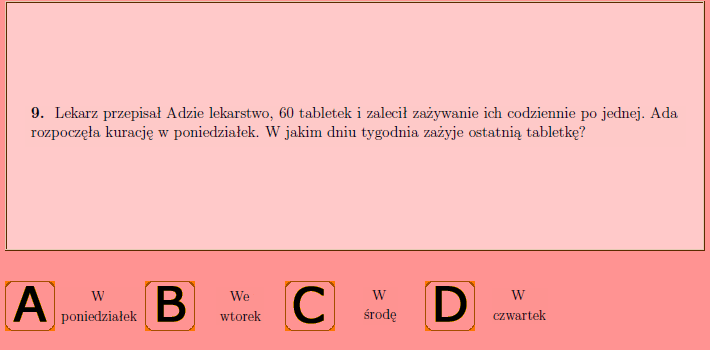 9. Lekarz przepisał Adzie lekarstwo, 60 tabletek i zalecił zażywanie ich codziennie po jednej. Ada
rozpoczęła kurację w poniedziałek. W jakim dniu tygodnia zażyje ostatnią tabletkę?
A
W
poniedziałek
B
We
wtorek
C
W
środę
D
W
czwartek